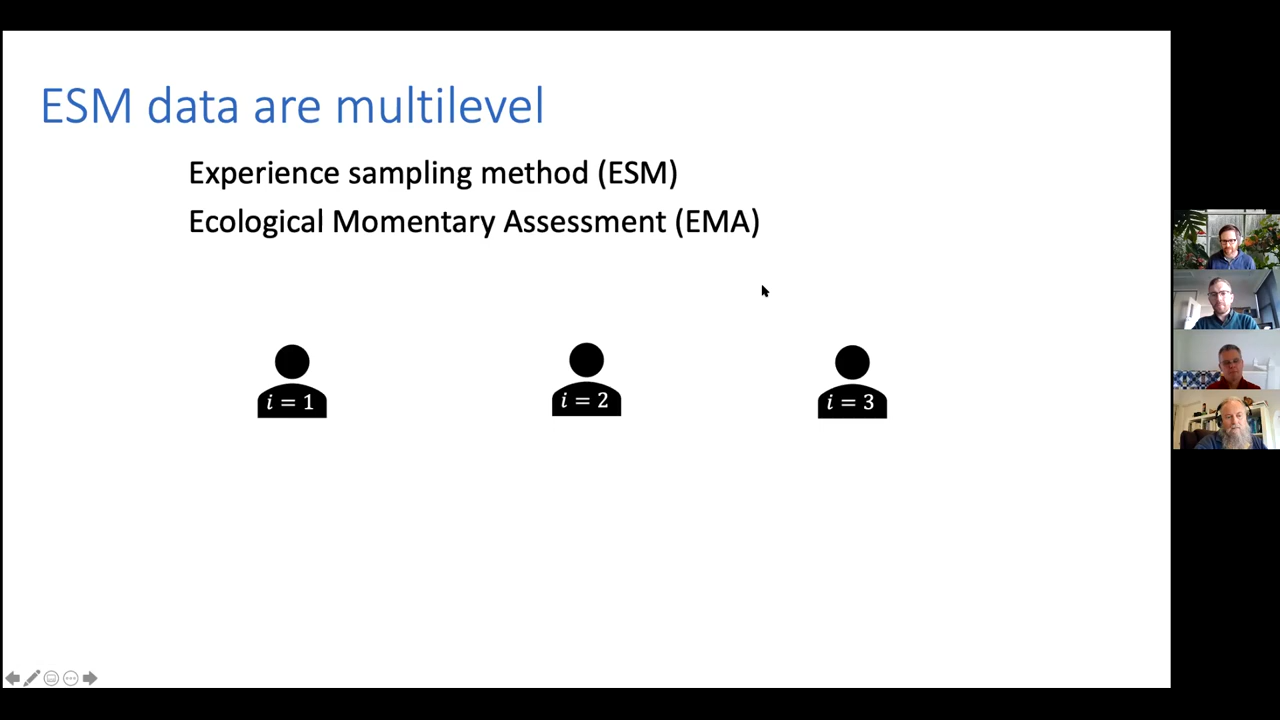 ESM data are multilevel
Experience sampling method (ESM)
Ecological Momentary Assessment (EMA)
i = 1
i = 2
i = 3